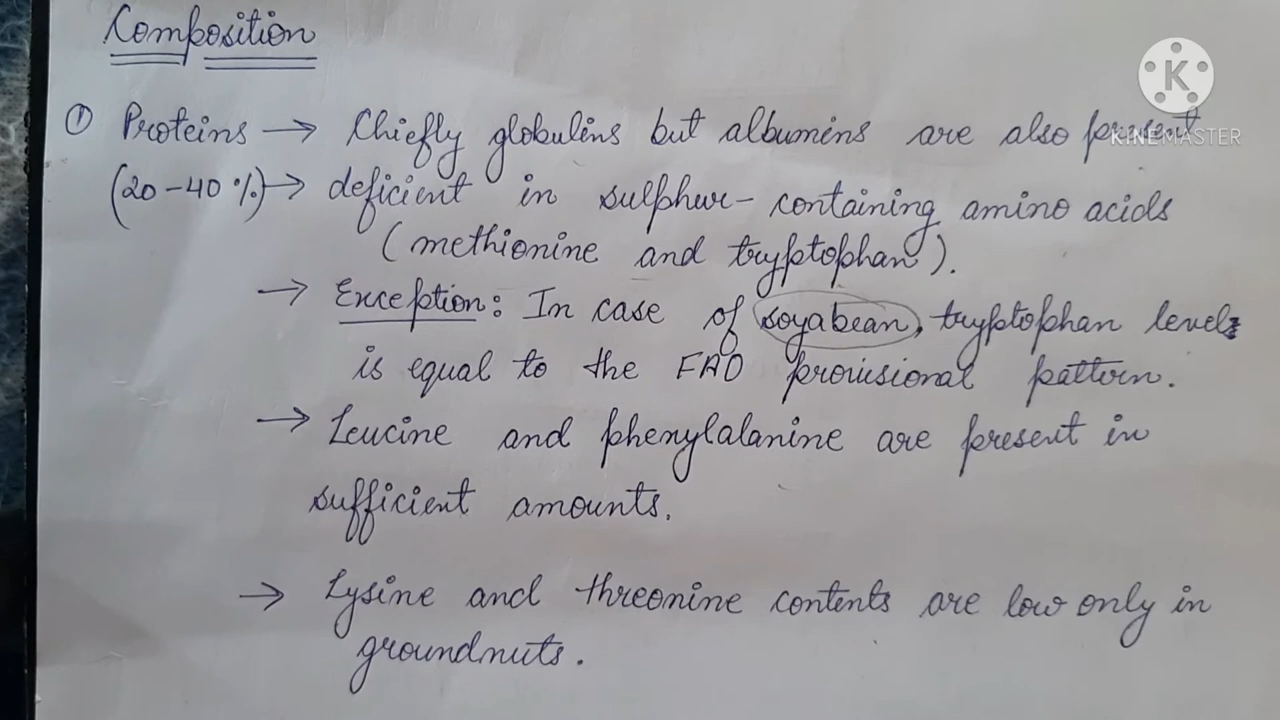 Composition
① Proteins → Chiefly globulins but albumins are also present
(20-40%) → deficient in sulphur-containing amino acids
(methionine and tryptophan).
→ Exception: In case of soyabean, tryptophan level
is equal to the FAO provisional pattern.
→ Leucine and phenylalanine are present in
sufficient amounts.
→ Lysine and threonine contents are low only in
groundnuts.
K
KINEMASTER